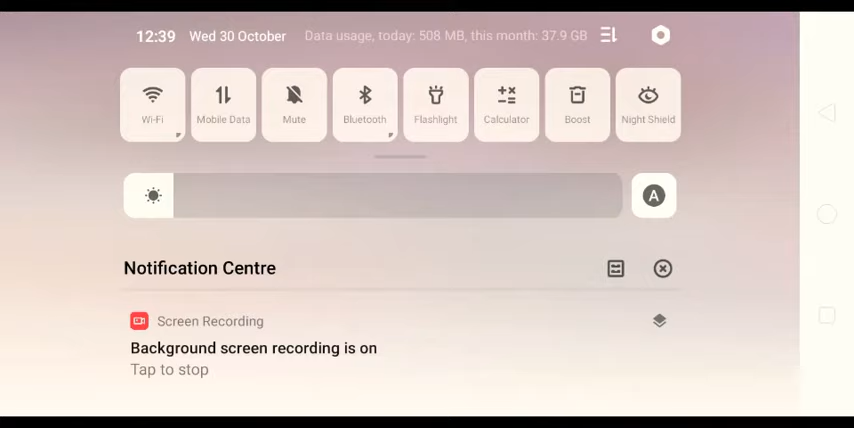 12:39 Wed 30 October Data usage, today: 508 MB, this month: 37.9 GB
Wi-Fi Mobile Data Mute Bluetooth Flashlight Calculator Boost Night Shield
A
Notification Centre
Screen Recording
Background screen recording is on
Tap to stop